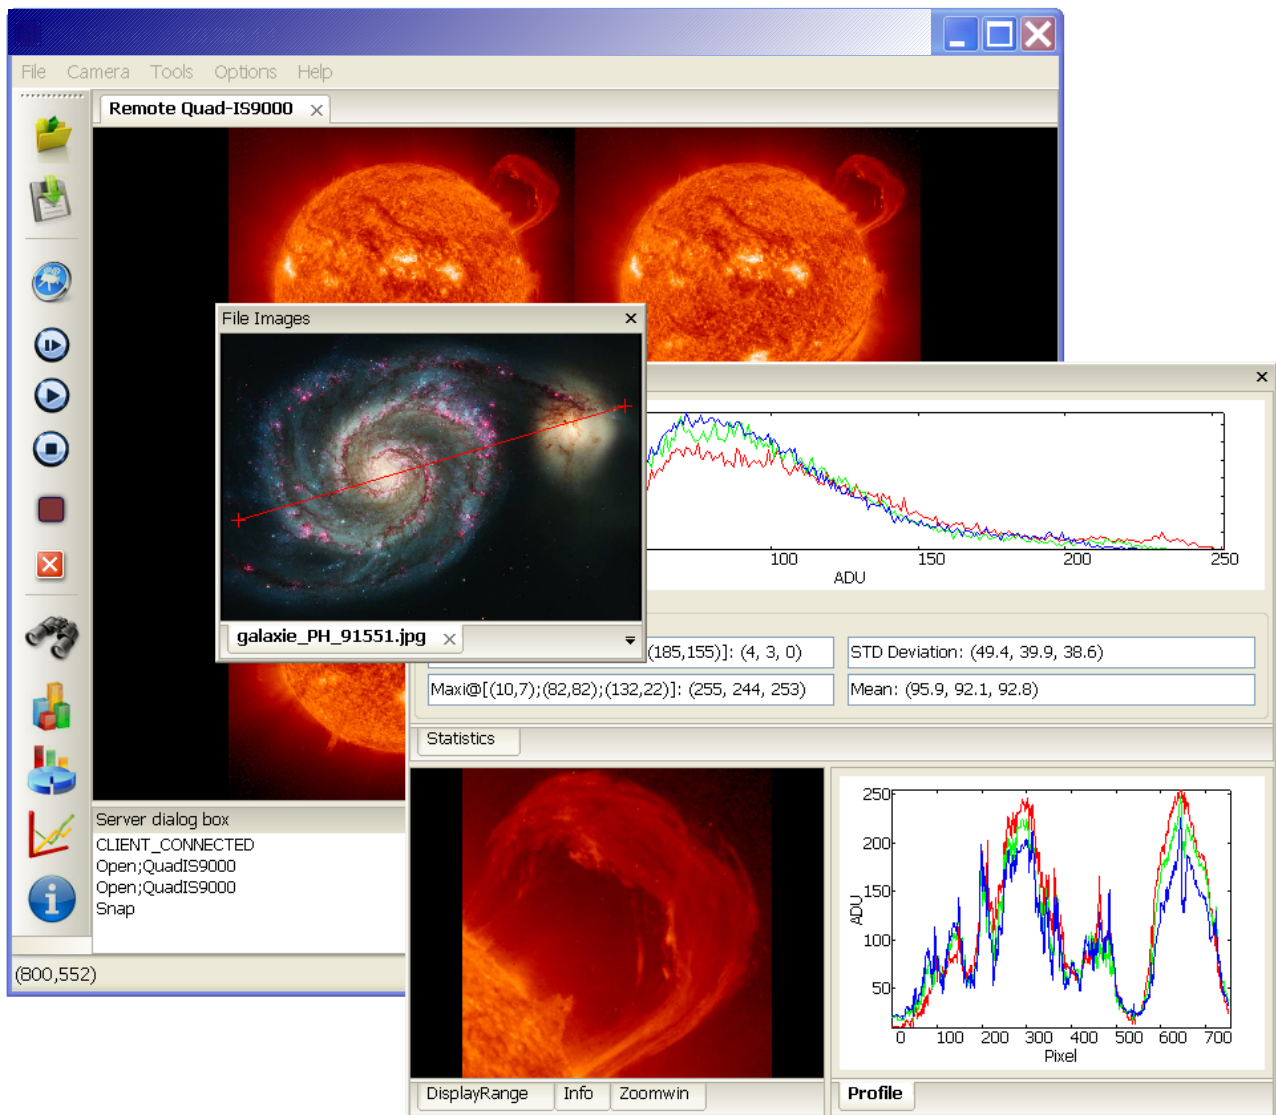 File Camera Tools Options Help
Remote Quad-IS9000
File Images
galaxie_PH_91551.jpg
100 150 200 250
ADU
(185,155)]: (4, 3, 0)
STD Deviation: (49.4, 39.9, 38.6)
Maxi@[(10,7);(82,82);(132,22)]: (255, 244, 253)
Mean: (95.9, 92.1, 92.8)
Statistics
Server dialog box
CLIENT_CONNECTED
Open;QuadIS9000
Open;QuadIS9000
Snap
(800,552)
250
200
150
100
50
ADU
0 100 200 300 400 500 600 700
Pixel
DisplayRange Info Zoomwin
Profile